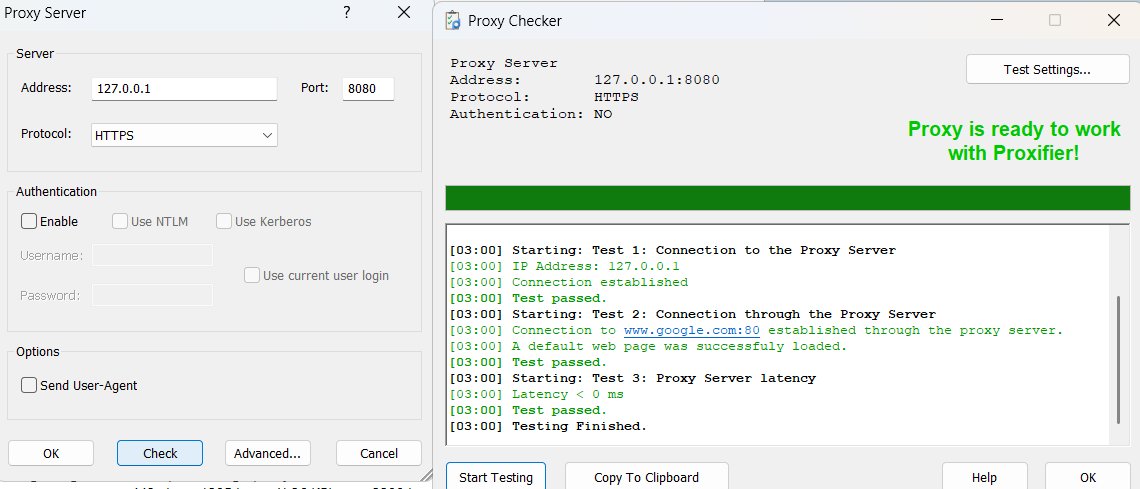 Proxy Server
?
Server
Address: 127.0.0.1 Port: 8080
Protocol: HTTPS
Authentication
Enable Use NTLM Use Kerberos
Username:
Use current user login
Password:
Options
Send User-Agent
OK Check Advanced... Cancel
Proxy Checker
Proxy Server
Address: 127.0.0.1:8080
Protocol: HTTPS
Authentication: NO
Test Settings...
Proxy is ready to work
with Proxifier!
[03:00] Starting: Test 1: Connection to the Proxy Server
[03:00] IP Address: 127.0.0.1
[03:00] Connection established
[03:00] Test passed.
[03:00] Starting: Test 2: Connection through the Proxy Server
[03:00] Connection to www.google.com:80 established through the proxy server.
[03:00] A default web page was successfuly loaded.
[03:00] Test passed.
[03:00] Starting: Test 3: Proxy Server latency
[03:00] Latency < 0 ms
[03:00] Test passed.
[03:00] Testing Finished.
Start Testing Copy To Clipboard Help OK